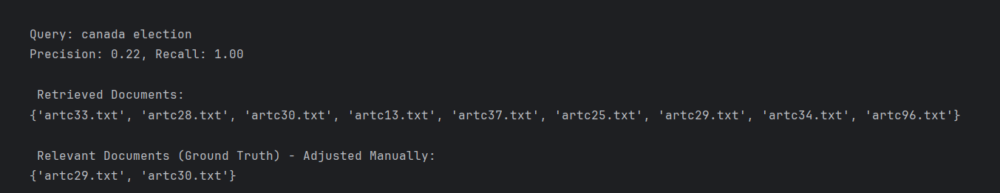 Query: canada election
Precision: 0.22, Recall: 1.00
Retrieved Documents:
{'artc33.txt', 'artc28.txt', 'artc30.txt', 'artc13.txt', 'artc37.txt', 'artc25.txt', 'artc29.txt', 'artc34.txt', 'artc96.txt'}
Relevant Documents (Ground Truth) - Adjusted Manually:
{'artc29.txt', 'artc30.txt'}